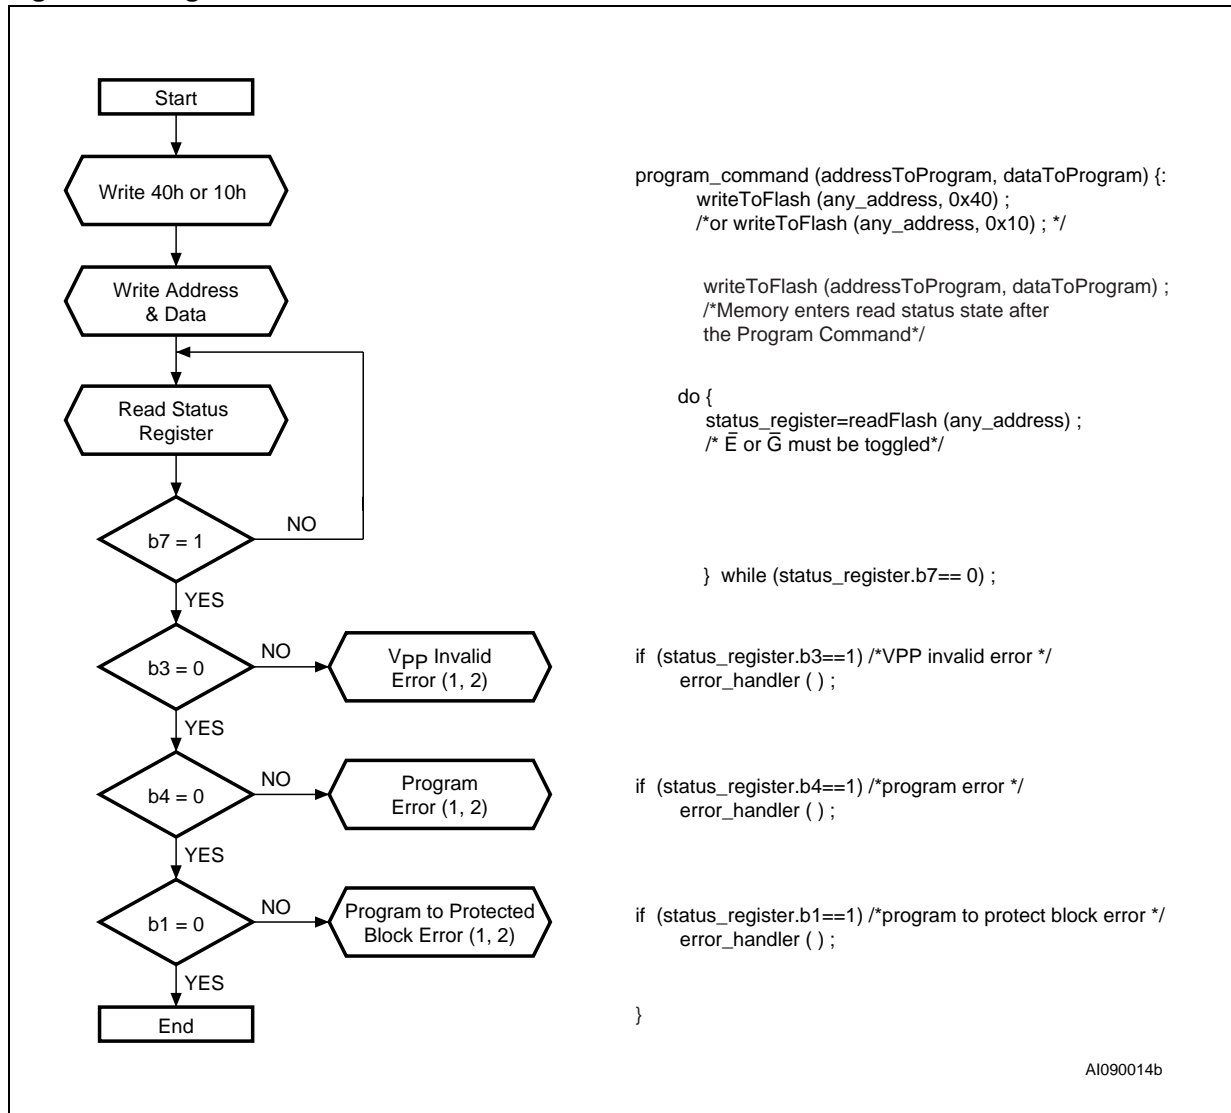 Start
Write 40h or 10h
Write Address
& Data
Read Status
Register
b7 = 1
NO
YES
b3 = 0
NO
VPP Invalid
Error (1, 2)
YES
b4 = 0
NO
Program
Error (1, 2)
YES
b1 = 0
NO
Program to Protected
Block Error (1, 2)
YES
End
program_command (addressToProgram, dataToProgram) {:
writeToFlash (any_address, 0x40) ;
/*or writeToFlash (any_address, 0x10) ; */
writeToFlash (addressToProgram, dataToProgram) ;
/*Memory enters read status state after
the Program Command*/
do {
status_register=readFlash (any_address) ;
/* E̅ or G̅ must be toggled*/
} while (status_register.b7== 0) ;
if (status_register.b3==1) /*VPP invalid error */
error_handler ( ) ;
if (status_register.b4==1) /*program error */
error_handler ( ) ;
if (status_register.b1==1) /*program to protect block error */
error_handler ( ) ;
}
AI090014b